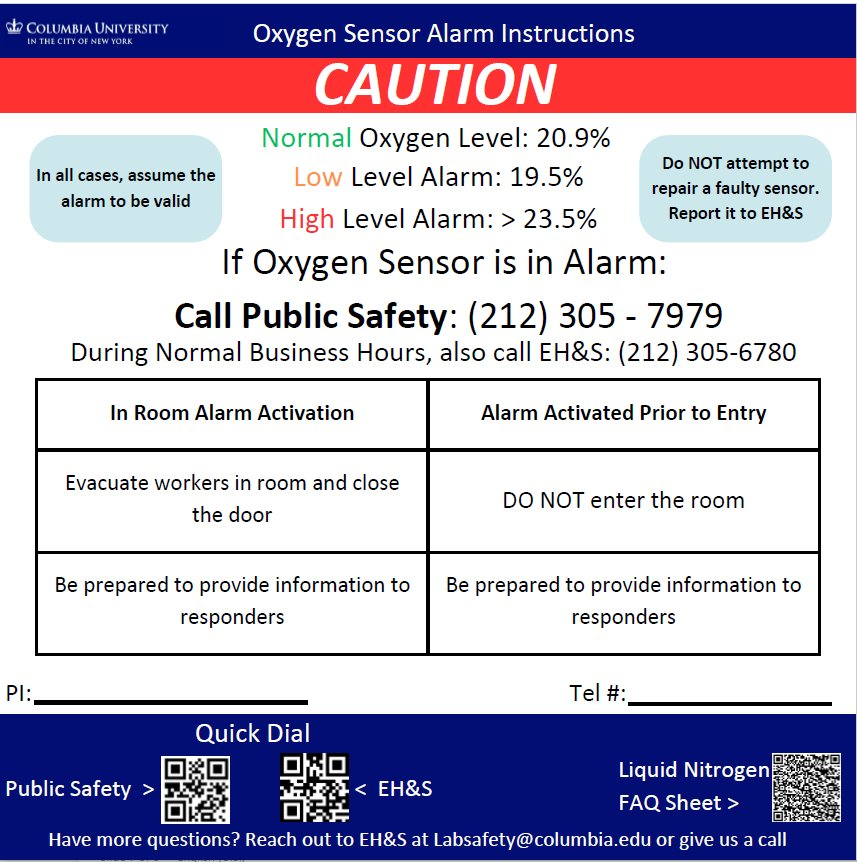 COLUMBIA UNIVERSITY
IN THE CITY OF NEW YORK
Oxygen Sensor Alarm Instructions
CAUTION
In all cases, assume the
alarm to be valid
Normal Oxygen Level: 20.9%
Low Level Alarm: 19.5%
High Level Alarm: > 23.5%
Do NOT attempt to
repair a faulty sensor.
Report it to EH&S
If Oxygen Sensor is in Alarm:
Call Public Safety: (212) 305 - 7979
During Normal Business Hours, also call EH&S: (212) 305-6780
In Room Alarm Activation
Alarm Activated Prior to Entry
Evacuate workers in room and close
the door
DO NOT enter the room
Be prepared to provide information to
responders
Be prepared to provide information to
responders
PI:
Tel #:
Quick Dial
Public Safety >
< EH&S
Liquid Nitrogen
FAQ Sheet >
Have more questions? Reach out to EH&S at Labsafety@columbia.edu or give us a call